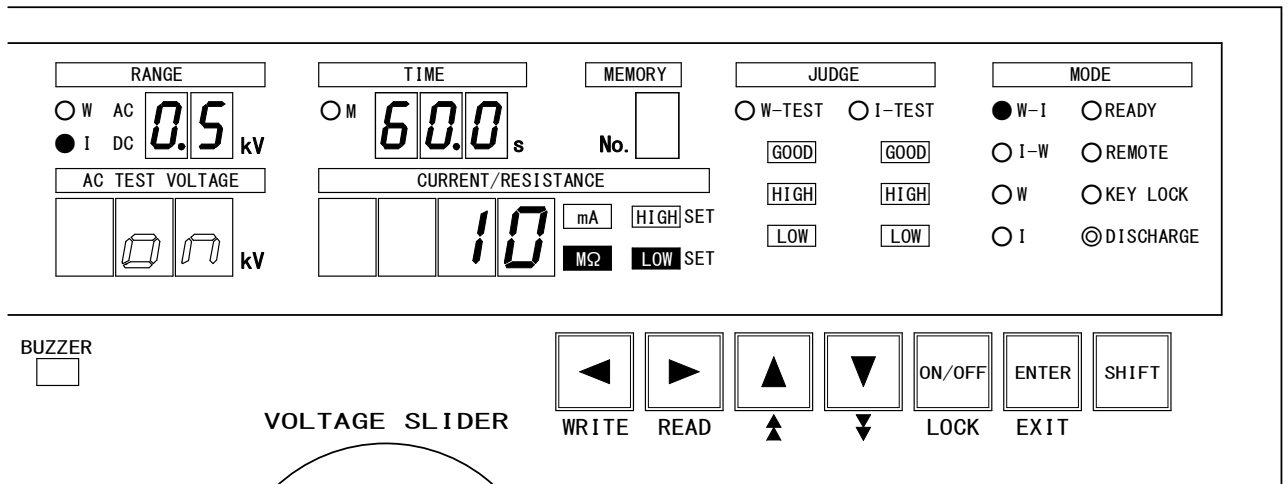 RANGE TIME MEMORY JUDGE MODE
W AC 0.5 kV M 60.0 s No. W-TEST I-TEST W-I READY
I DC GOOD GOOD I-W REMOTE
AC TEST VOLTAGE CURRENT/RESISTANCE HIGH HIGH W KEY LOCK
on kV 10 mA HIGH SET LOW LOW I DISCHARGE
MΩ LOW SET
BUZZER
ON/OFF ENTER SHIFT
VOLTAGE SLIDER WRITE READ LOCK EXIT